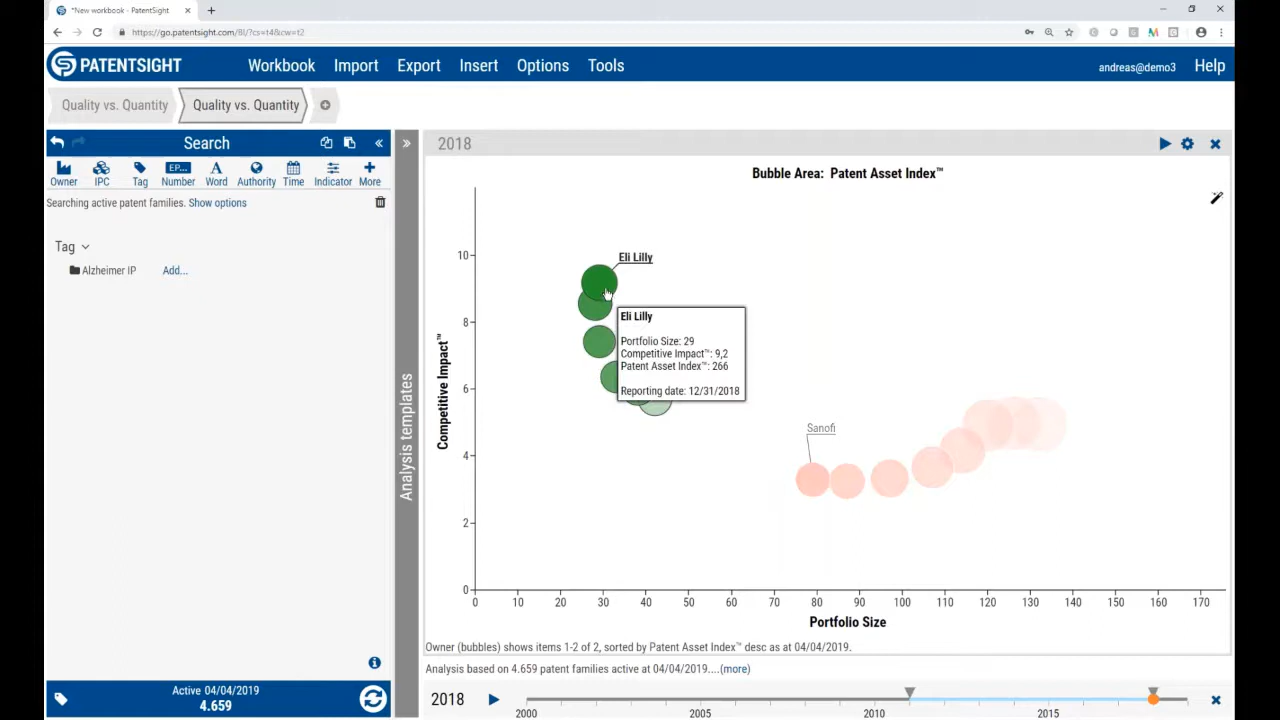 *New workbook - PatentSight
https://go.patentsight.com/BI/?cs=t4&cw=t2
PATENTSIGHT
Workbook Import Export Insert Options Tools
andreas@demo3 Help
Quality vs. Quantity
Quality vs. Quantity
Search
Owner IPC Tag Number Word Authority Time Indicator More
EP...
Searching active patent families. Show options
Tag
Alzheimer IP Add...
Active 04/04/2019
4.659
Analysis templates
2018
Bubble Area: Patent Asset Index™
Competitive Impact™
10
8
6
4
2
0
Eli Lilly
Eli Lilly
Portfolio Size: 29
Competitive Impact™: 9,2
Patent Asset Index™: 266
Reporting date: 12/31/2018
Sanofi
0 10 20 30 40 50 60 70 80 90 100 110 120 130 140 150 160 170
Portfolio Size
Owner (bubbles) shows items 1-2 of 2, sorted by Patent Asset Index™ desc as at 04/04/2019.
Analysis based on 4.659 patent families active at 04/04/2019....(more)
2018
2000 2005 2010 2015